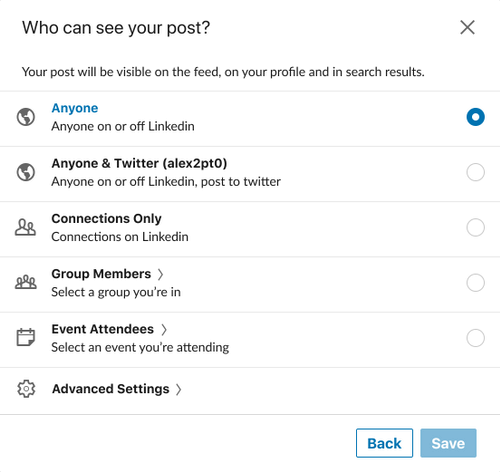 Who can see your post?
Your post will be visible on the feed, on your profile and in search results.
Anyone
Anyone on or off Linkedin
Anyone & Twitter (alex2pt0)
Anyone on or off Linkedin, post to twitter
Connections Only
Connections on Linkedin
Group Members
Select a group you're in
Event Attendees
Select an event you're attending
Advanced Settings
Back Save